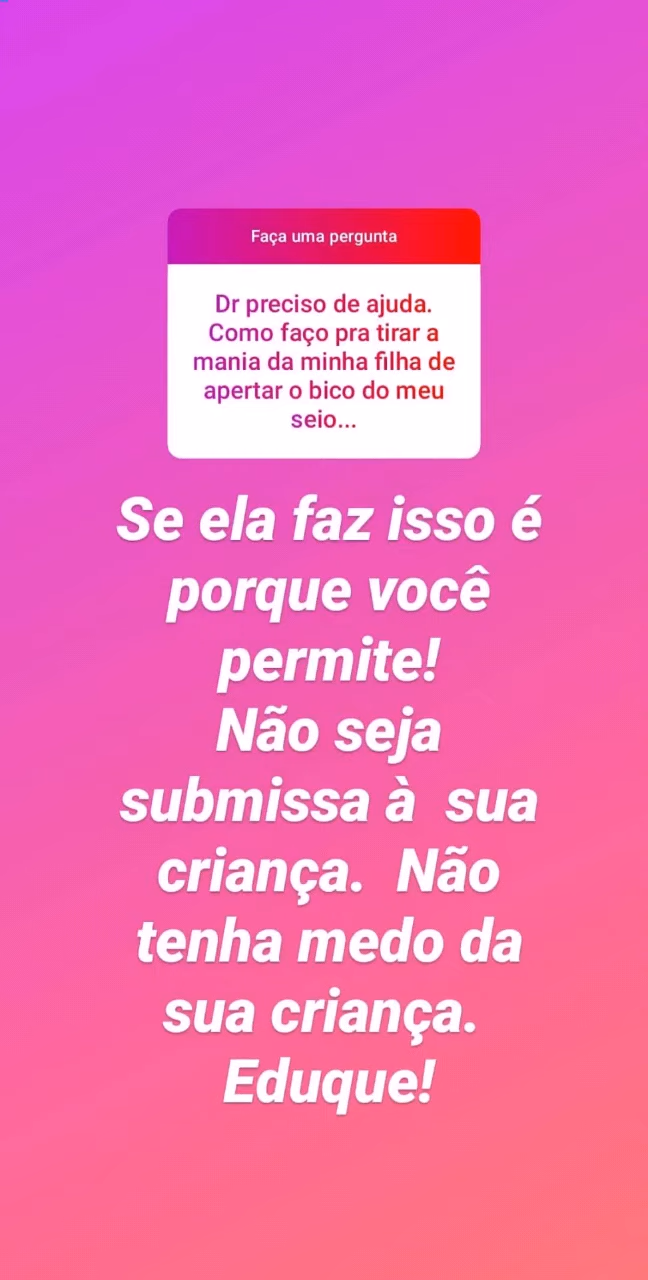 Faça uma pergunta
Dr preciso de ajuda.
Como faço pra tirar a
mania da minha filha de
apertar o bico do meu
seio...
Se ela faz isso é
porque você
permite!
Não seja
submissa à  sua
criança.  Não
tenha medo da
sua criança.
Eduque!